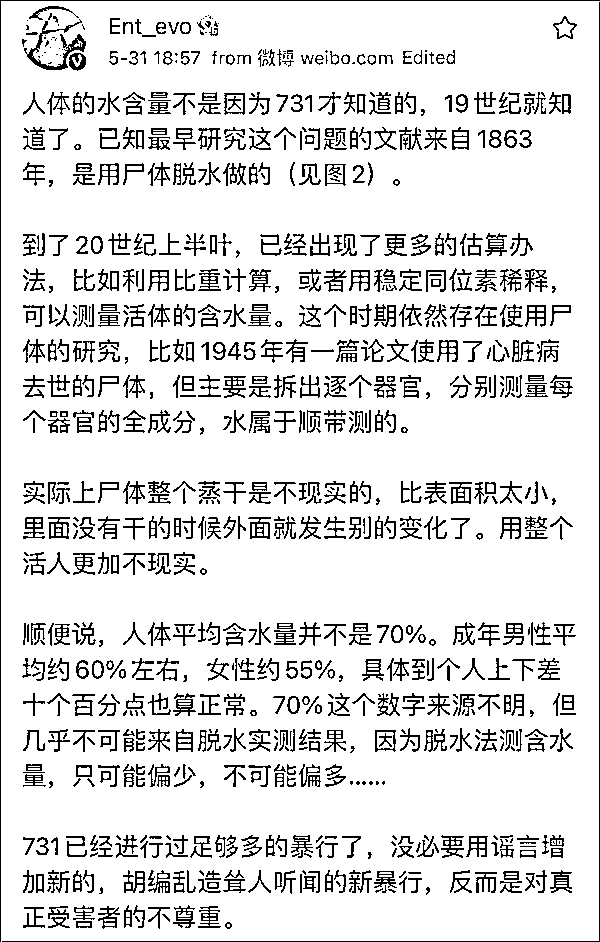 Ent_evo
5-31 18:57 from 微博 weibo.com Edited
人体的水含量不是因为731才知道的，19世纪就知
道了。已知最早研究这个问题的文献来自1863
年，是用尸体脱水做的（见图2）。
到了20世纪上半叶，已经出现了更多的估算办
法，比如利用比重计算，或者用稳定同位素稀释，
可以测量活体的含水量。这个时期依然存在使用尸
体的研究，比如1945年有一篇论文使用了心脏病
去世的尸体，但主要是拆出逐个器官，分别测量每
个器官的全成分，水属于顺带测的。
实际上尸体整个蒸干是不现实的，比表面积太小，
里面没有干的时候外面就发生别的变化了。用整个
活人更加不现实。
顺便说，人体平均含水量并不是70%。成年男性平
均约60%左右，女性约55%，具体到个人上下差
十个百分点也算正常。70%这个数字来源不明，但
几乎不可能来自脱水实测结果，因为脱水法测含水
量，只可能偏少，不可能偏多……
731已经进行过足够多的暴行了，没必要用谣言增
加新的，胡编乱造耸人听闻的新暴行，反而是对真
正受害者的不尊重。